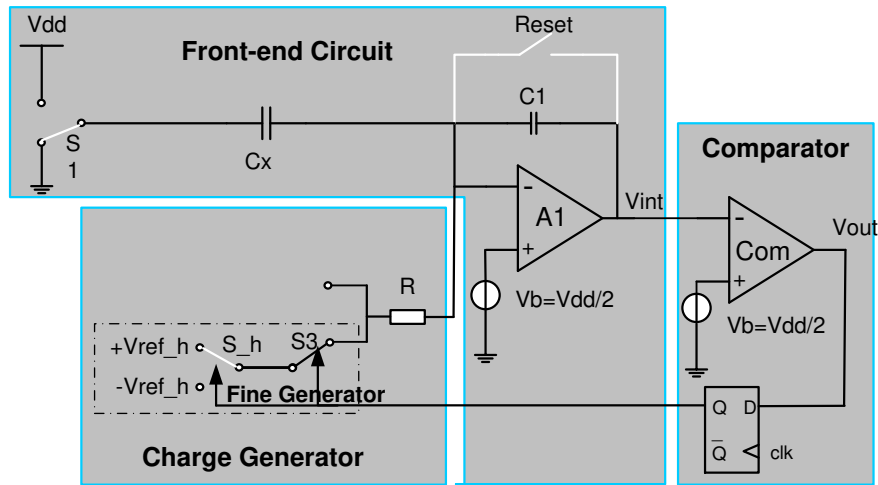 Vdd
Reset
Front-end Circuit
C1
S
1
Cx
Comparator
-
A1
+
Vint
-
Com
+
Vout
Vb=Vdd/2
Vb=Vdd/2
R
+Vref_h
S_h
S3
-Vref_h
Fine Generator
Q D
Q̅ clk
Charge Generator